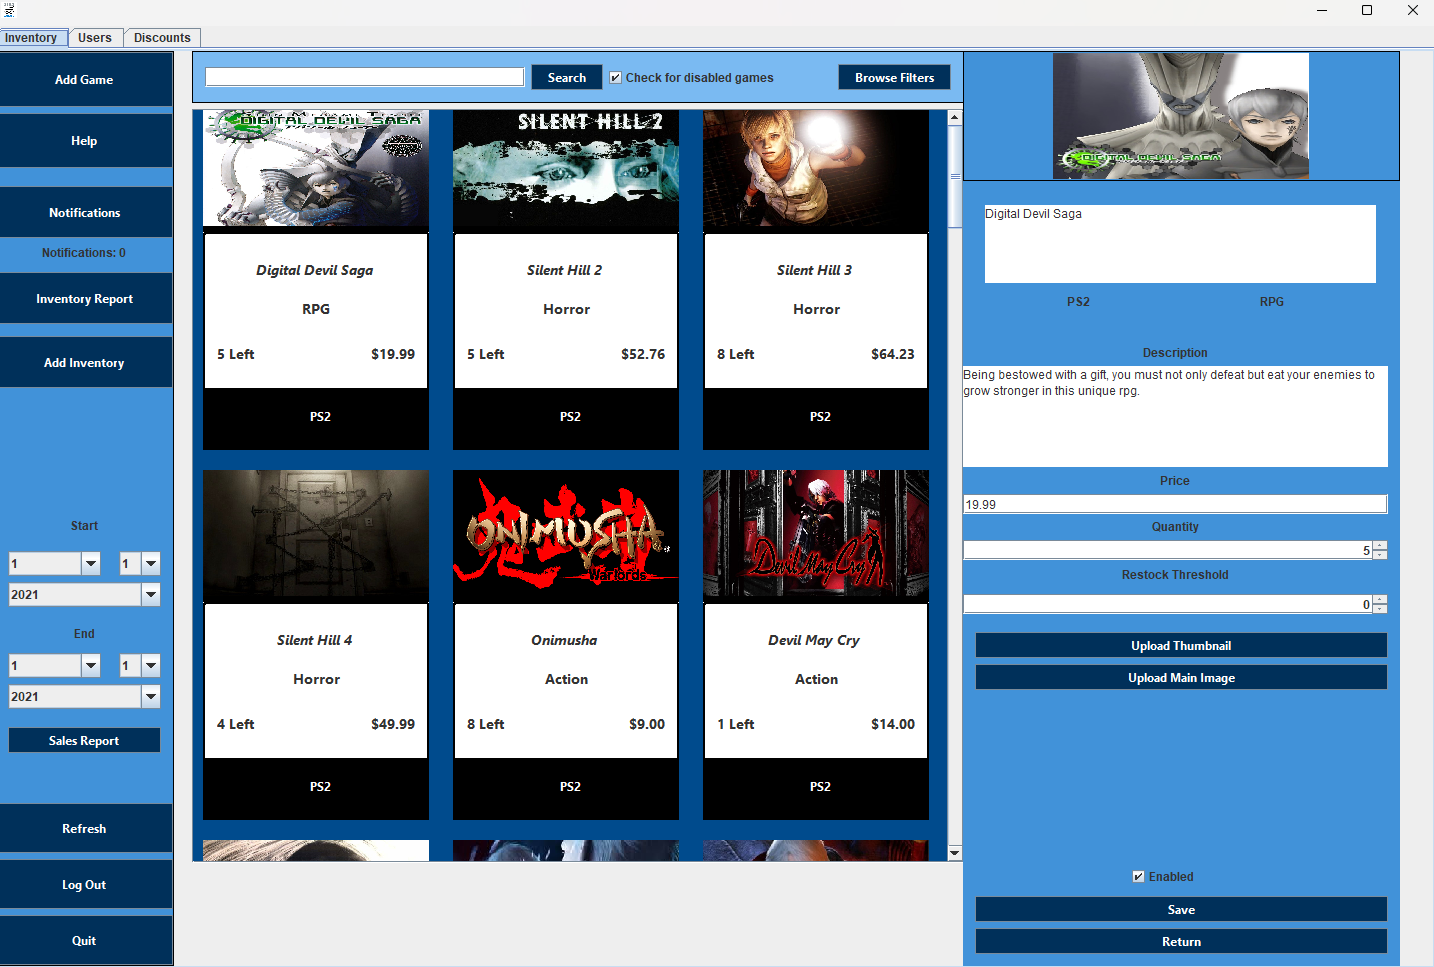 Inventory
Users
Discounts
Add Game
Help
Notifications
Notifications: 0
Inventory Report
Add Inventory
Start
1
1
2021
End
1
1
2021
Sales Report
Refresh
Log Out
Quit
Search
Check for disabled games
Browse Filters
DIGITAL DEVIL SAGA
Digital Devil Saga
RPG
5 Left
$19.99
PS2
SILENT HILL 2
Silent Hill 2
Horror
5 Left
$52.76
PS2
Silent Hill 3
Horror
8 Left
$64.23
PS2
Silent Hill 4
Horror
4 Left
$49.99
PS2
鬼武者
ONIMUSHA
Warlords
Onimusha
Action
8 Left
$9.00
PS2
Devil May Cry
Devil May Cry
Action
1 Left
$14.00
PS2
DIGITAL DEVIL SAGA
Digital Devil Saga
PS2
RPG
Description
Being bestowed with a gift, you must not only defeat but eat your enemies to
grow stronger in this unique rpg.
Price
19.99
Quantity
5
Restock Threshold
0
Upload Thumbnail
Upload Main Image
Enabled
Save
Return